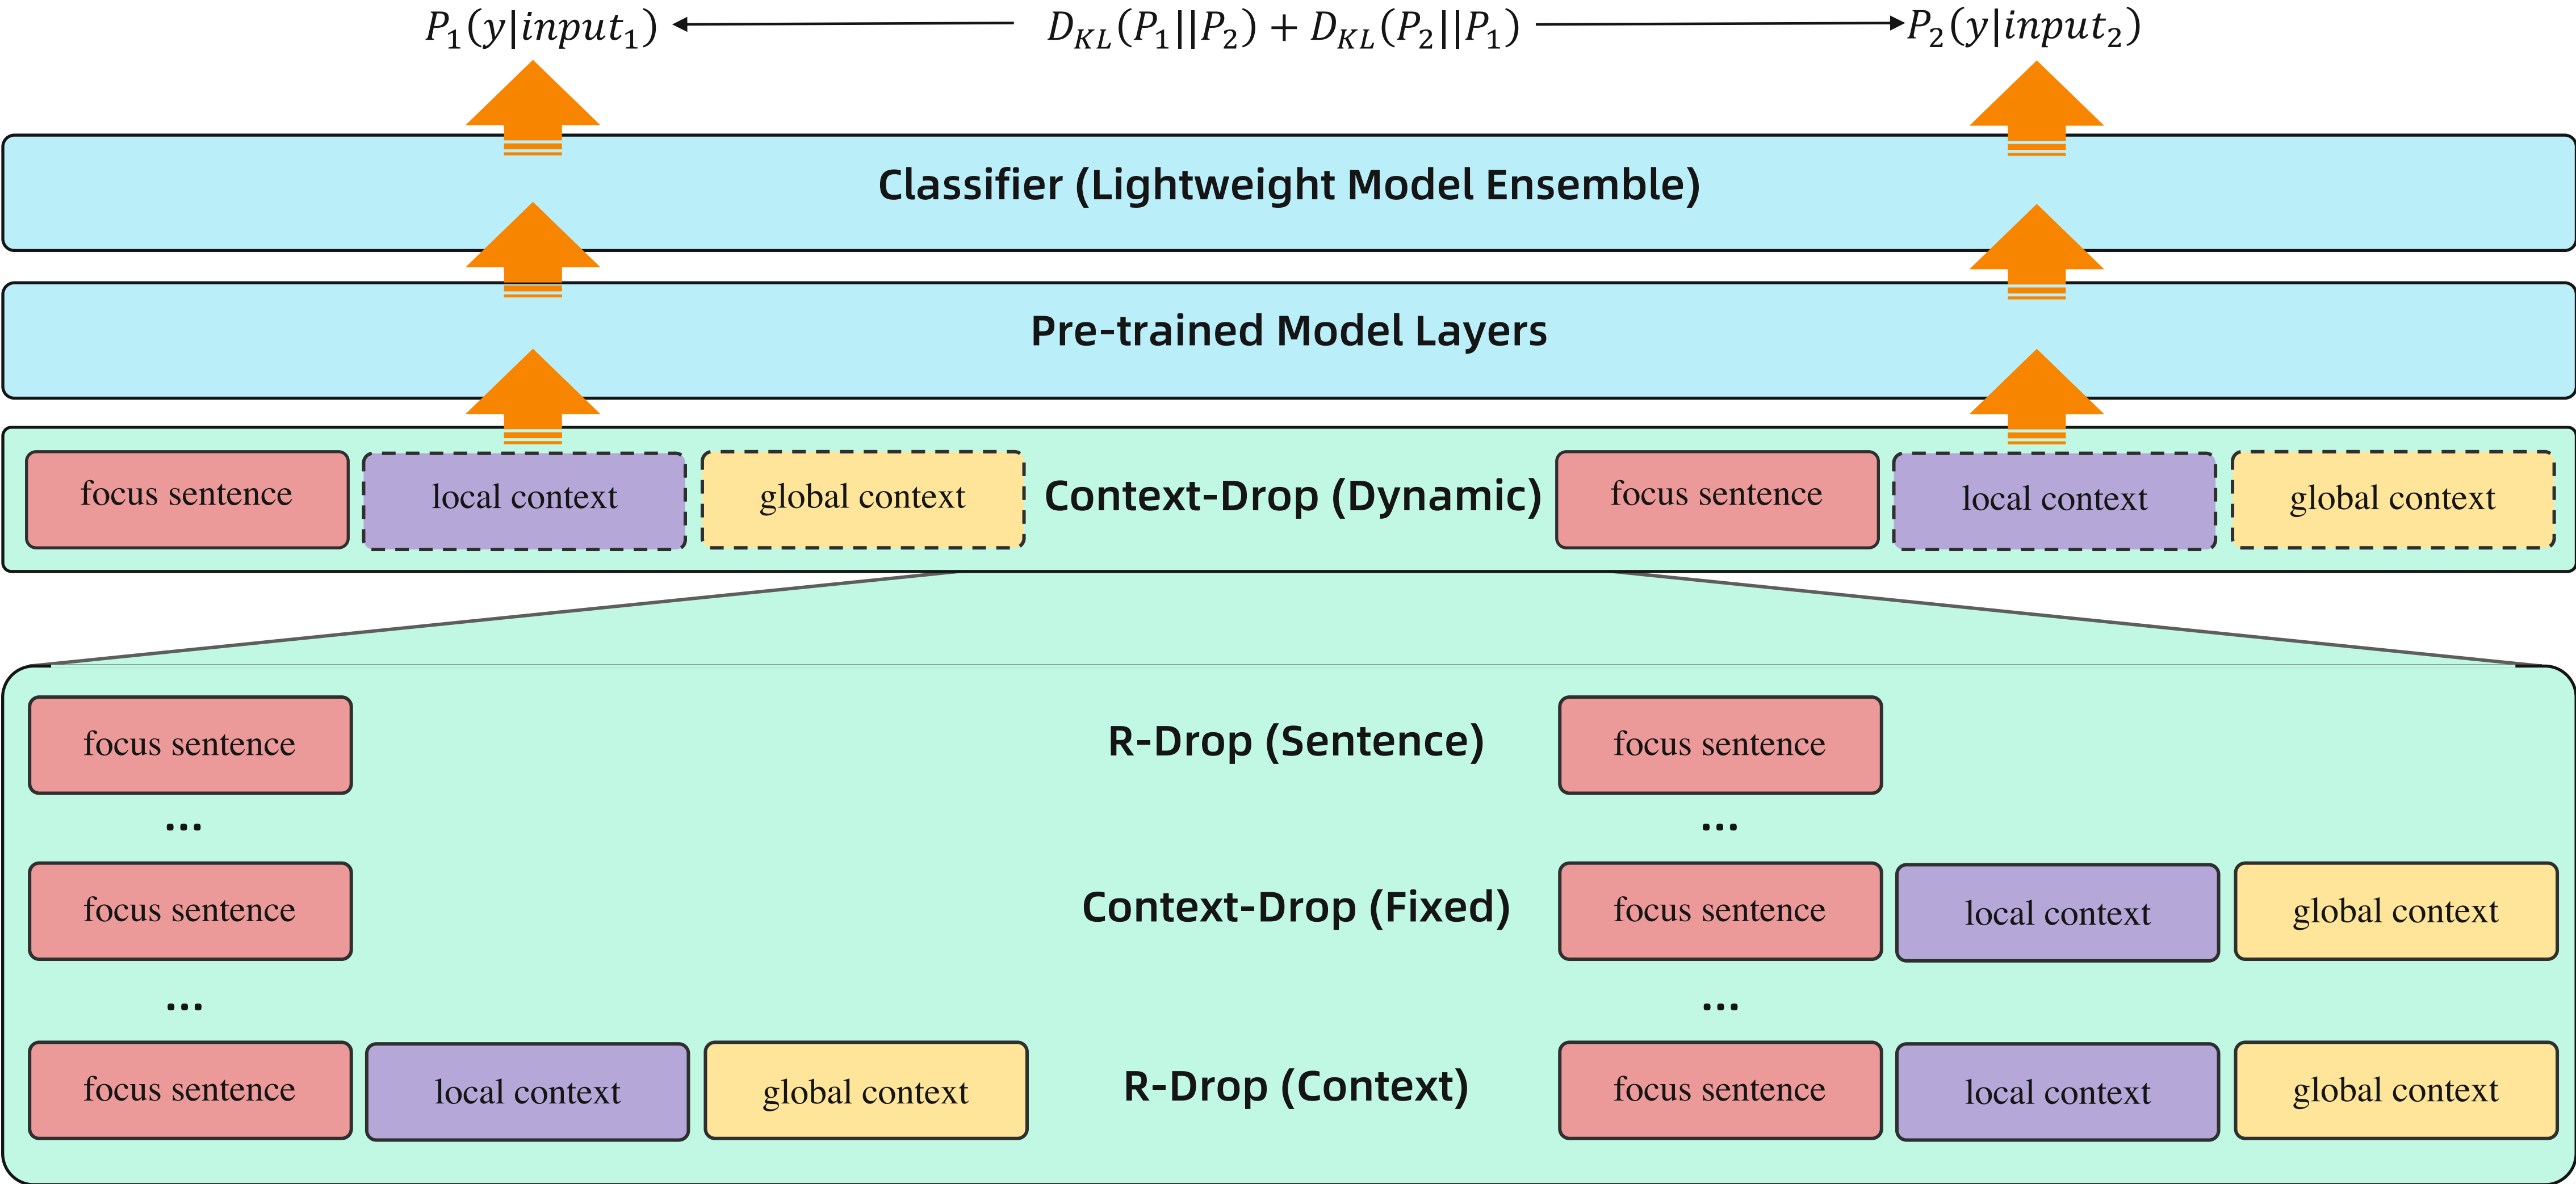 P₁(y|input₁) D_KL(P₁||P₂) + D_KL(P₂||P₁) P₂(y|input₂)
Classifier (Lightweight Model Ensemble)
Pre-trained Model Layers
focus sentence local context global context Context-Drop (Dynamic) focus sentence local context global context
focus sentence R-Drop (Sentence) focus sentence
... ...
focus sentence Context-Drop (Fixed) focus sentence local context global context
... ...
focus sentence local context global context R-Drop (Context) focus sentence local context global context